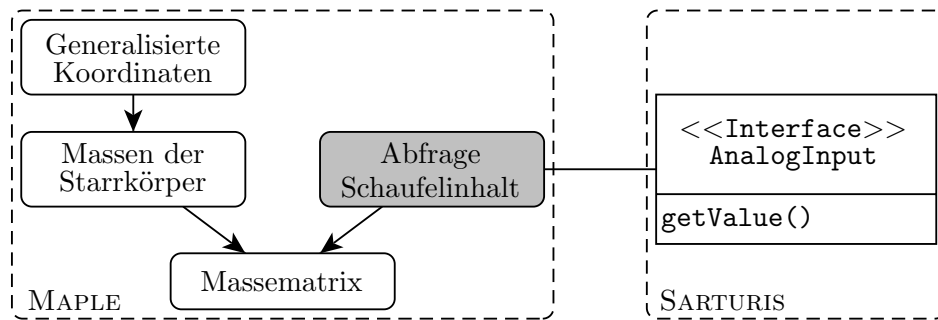 Generalisierte
Koordinaten
Massen der
Starrkörper
Abfrage
Schaufelinhalt
Massematrix
MAPLE
<<Interface>>
AnalogInput
getValue()
SARTURIS